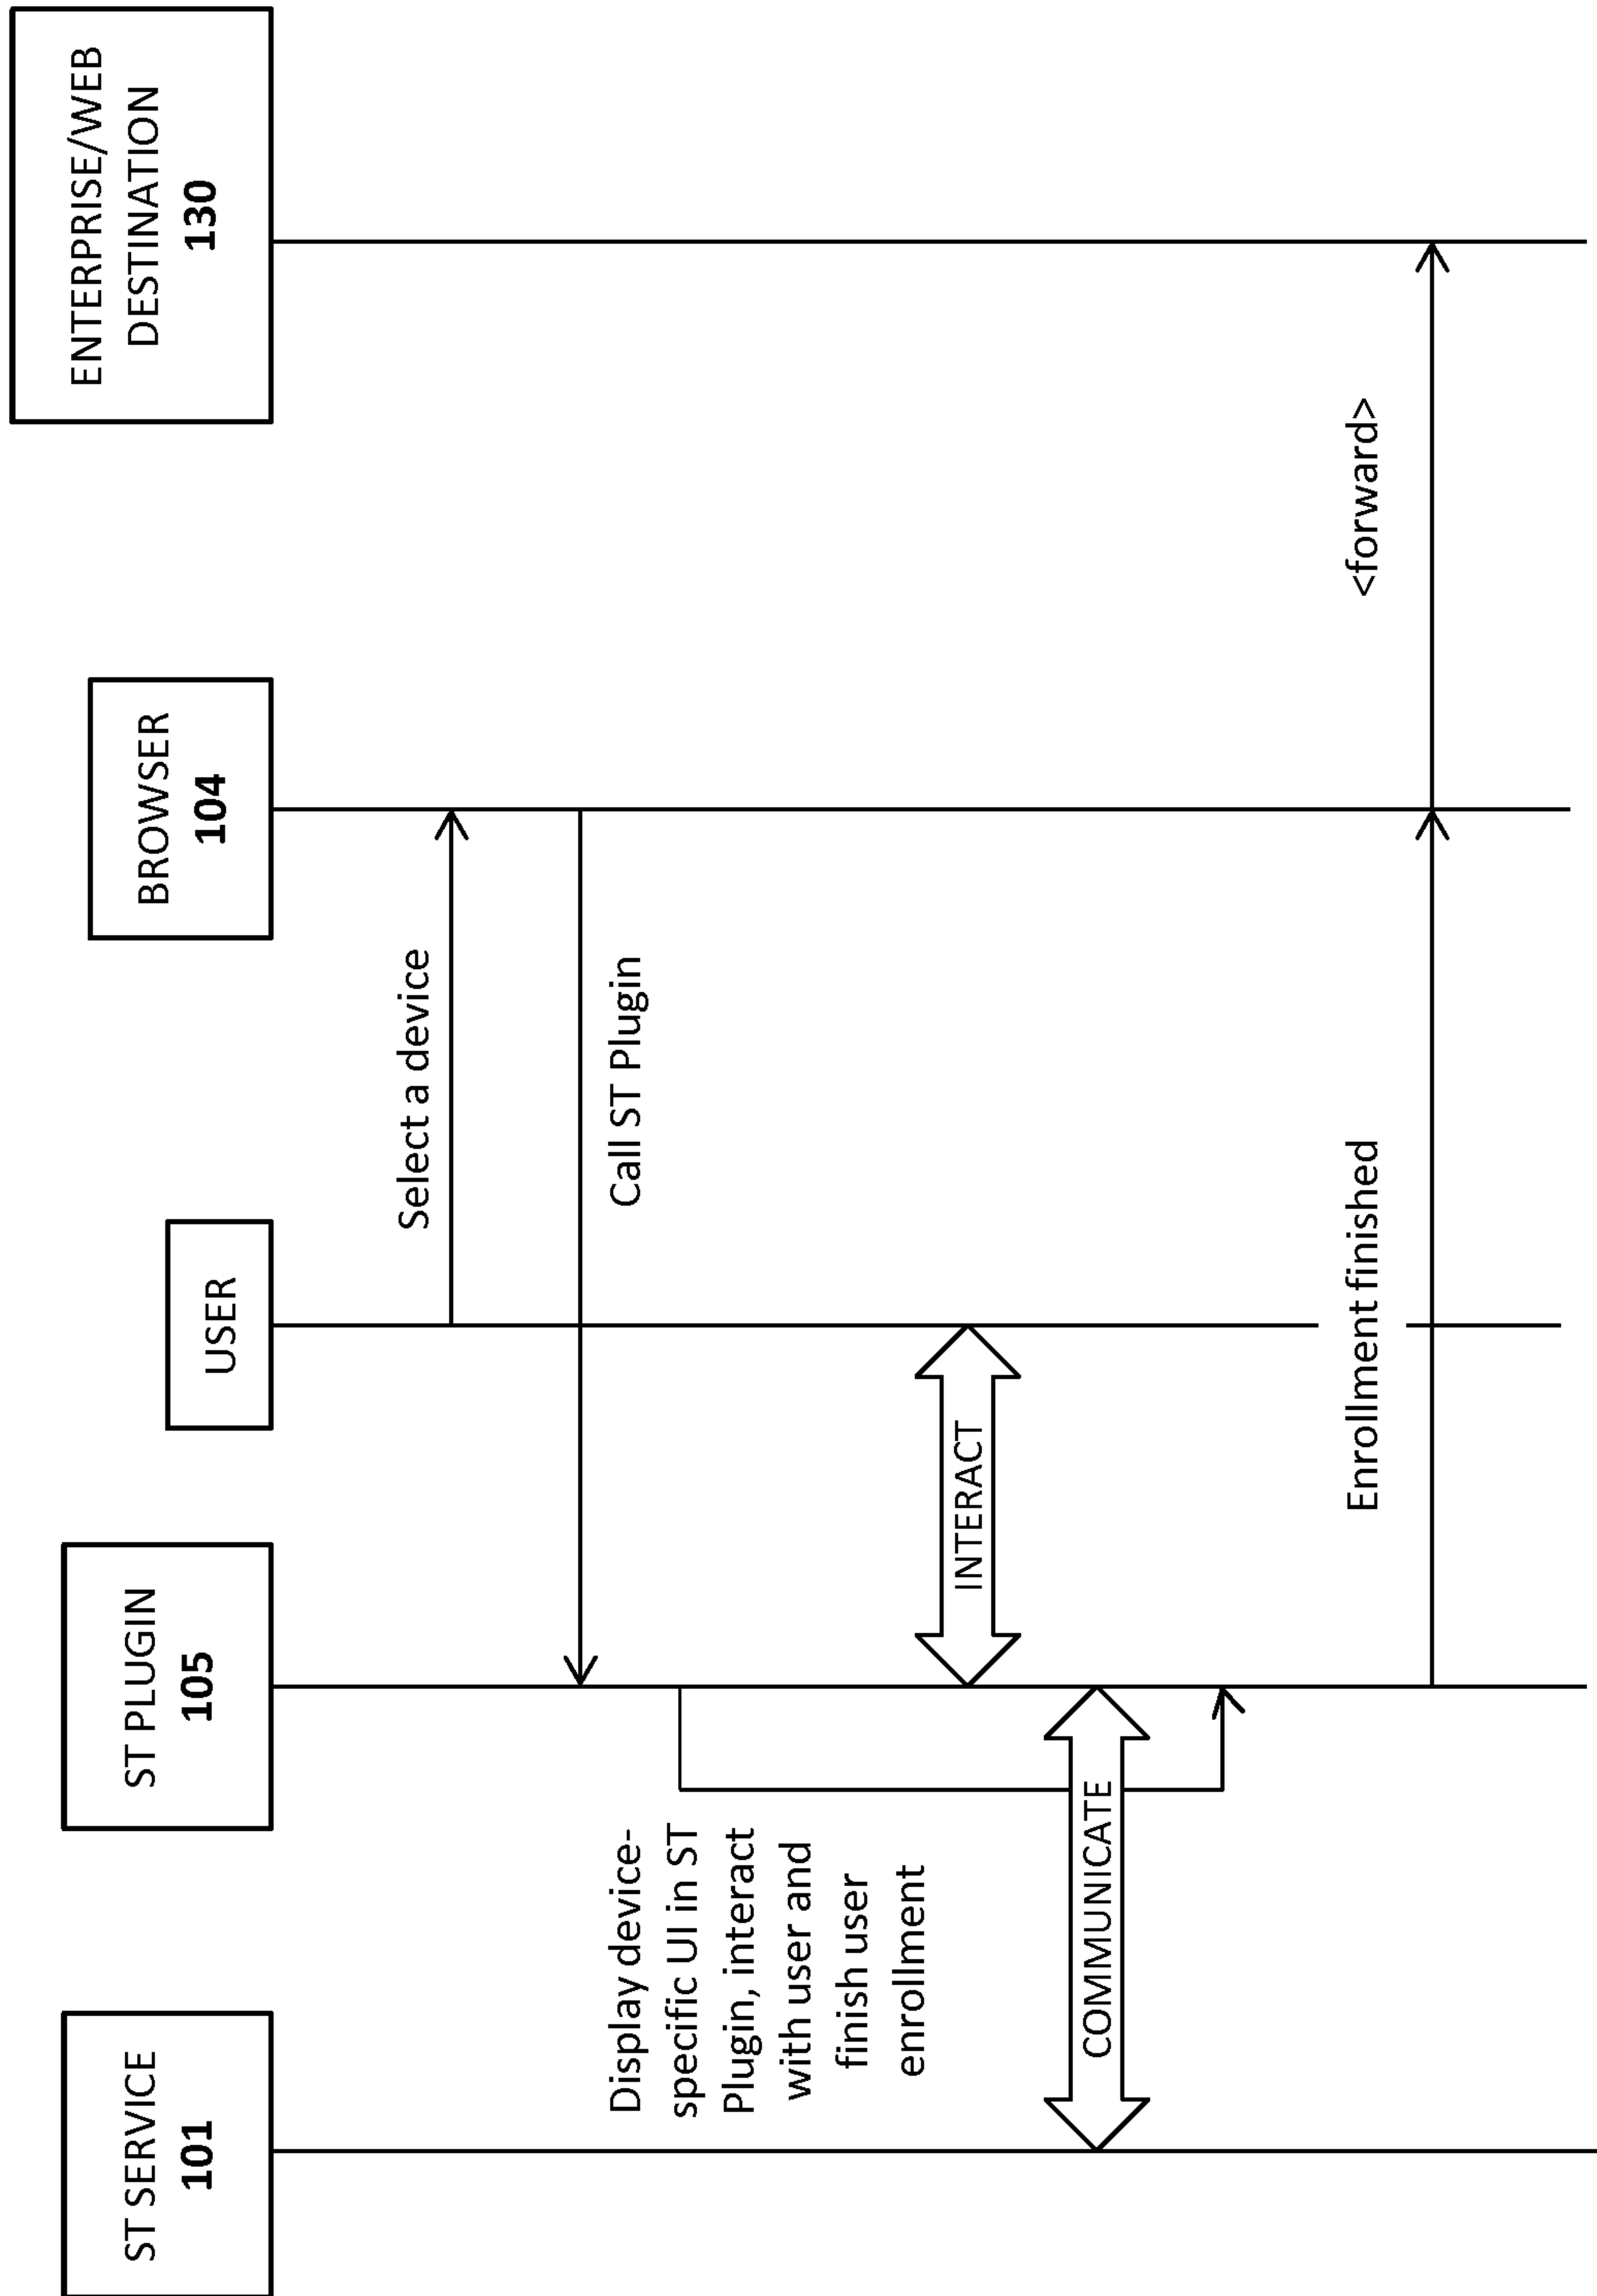 ST SERVICE
101
ST PLUGIN
105
USER
BROWSER
104
ENTERPRISE/WEB
DESTINATION
130
Select a device
Call ST Plugin
Display device-
specific UI in ST
Plugin, interact
with user and
finish user
enrollment
INTERACT
COMMUNICATE
Enrollment finished
<forward>